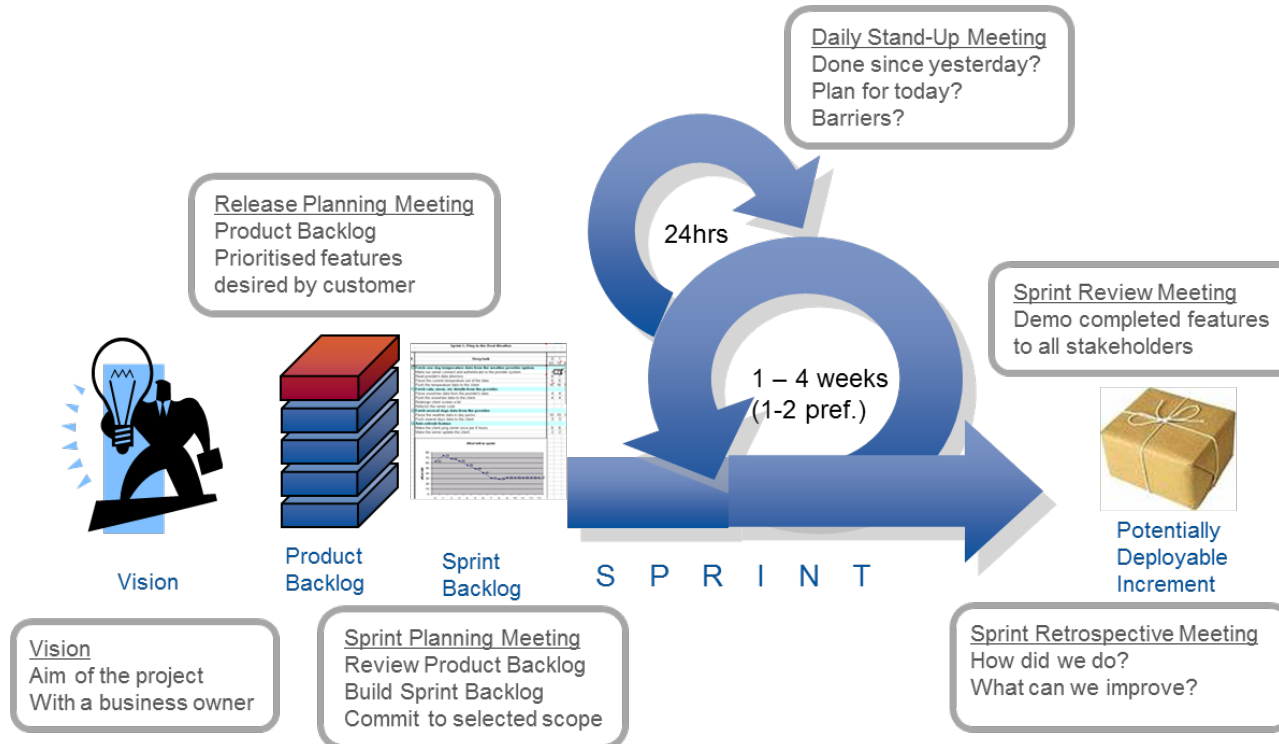 Daily Stand-Up Meeting
Done since yesterday?
Plan for today?
Barriers?
Release Planning Meeting
Product Backlog
Prioritised features
desired by customer
24hrs
Sprint Review Meeting
Demo completed features
to all stakeholders
1 – 4 weeks
(1-2 pref.)
Vision
Product
Backlog
Sprint
Backlog
S P R I N T
Potentially
Deployable
Increment
Vision
Aim of the project
With a business owner
Sprint Planning Meeting
Review Product Backlog
Build Sprint Backlog
Commit to selected scope
Sprint Retrospective Meeting
How did we do?
What can we improve?